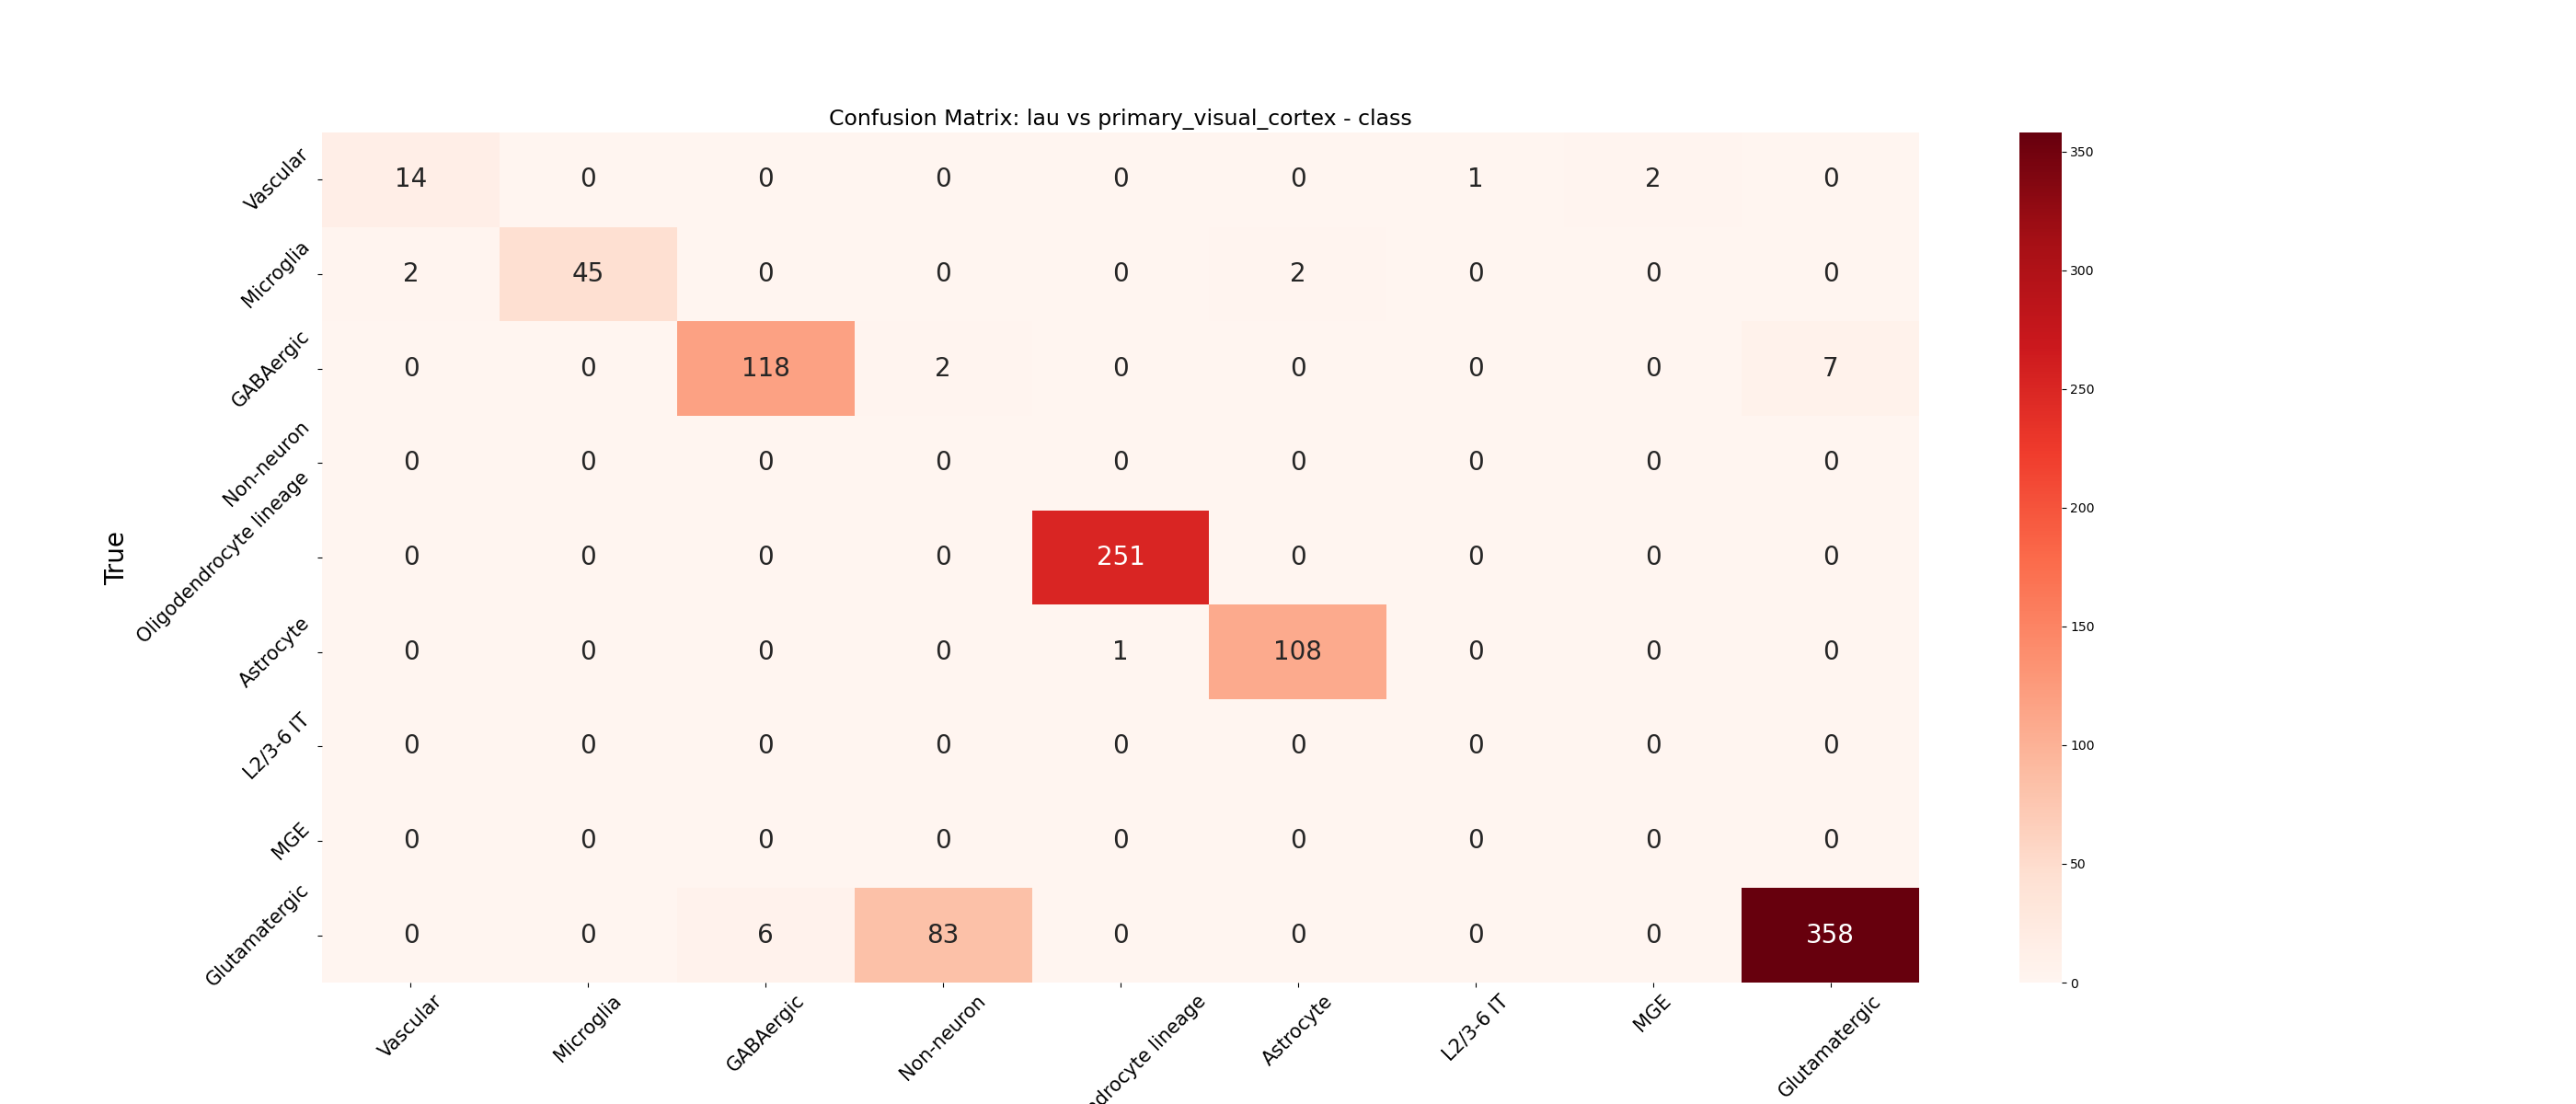 Confusion Matrix: lau vs primary_visual_cortex - class
True
Vascular 14 0 0 0 0 0 1 2 0
Microglia 2 45 0 0 0 2 0 0 0
GABAergic 0 0 118 2 0 0 0 0 7
Non-neuron 0 0 0 0 0 0 0 0 0
Oligodendrocyte lineage 0 0 0 0 251 0 0 0 0
Astrocyte 0 0 0 0 1 108 0 0 0
L2/3-6 IT 0 0 0 0 0 0 0 0 0
MGE 0 0 0 0 0 0 0 0 0
Glutamatergic 0 0 6 83 0 0 0 0 358
Vascular Microglia GABAergic Non-neuron lineage Astrocyte L2/3-6 IT MGE Glutamatergic
350
300
250
200
150
100
50
0